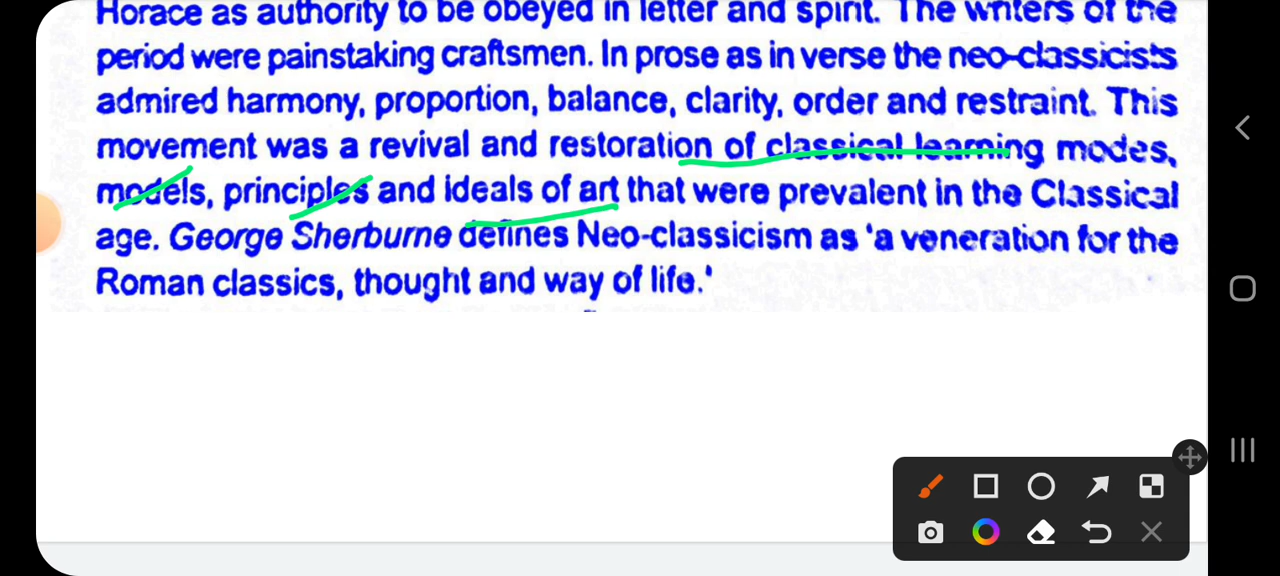 Horace as authority to be obeyed in letter and spirit. The writers of the
period were painstaking craftsmen. In prose as in verse the neo-classicists
admired harmony, proportion, balance, clarity, order and restraint. This
movement was a revival and restoration of classical learning modes,
models, principles and ideals of art that were prevalent in the Classical
age. George Sherburne defines Neo-classicism as 'a veneration for the
Roman classics, thought and way of life.'